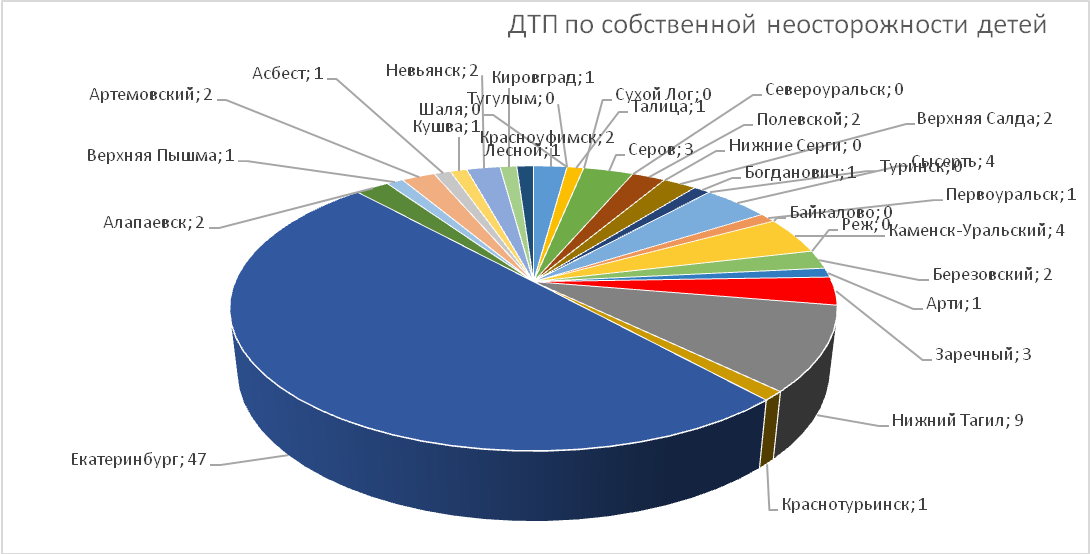 ДТП по собственной неосторожности детей
Асбест; 1
Невьянск; 2
Кировград; 1
Артемовский; 2
Шаля; 0
Тугулым; 0
Сухой Лог; 0
Талица; 1
Североуральск; 0
Кушва; 1
Красноуфимск; 2
Полевской; 2
Верхняя Салда; 2
Верхняя Пышма; 1
Лесной; 1
Серов; 3
Нижние Серги; 0
Туринск; 0
Сысерть; 4
Богданович; 1
Первоуральск; 1
Алапаевск; 2
Байкалово; 0
Реж; 0
Каменск-Уральский; 4
Березовский; 2
Арти; 1
Заречный; 3
Нижний Тагил; 9
Екатеринбург; 47
Краснотурьинск; 1